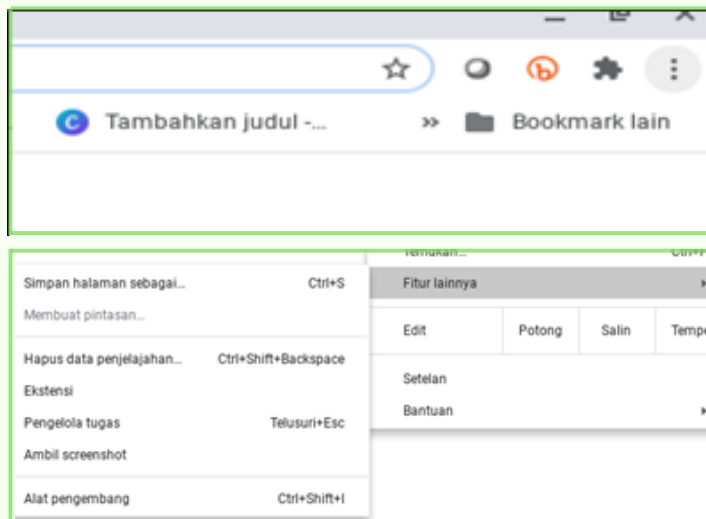 Tambahkan judul -...
Bookmark lain
Temukan...
Simpan halaman sebagai... Ctrl+S
Fitur lainnya
Membuat pintasan...
Edit Potong Salin
Hapus data penjelajahan... Ctrl+Shift+Backspace
Setelan
Ekstensi
Bantuan
Pengelola tugas Telusuri+Esc
Ambil screenshot
Alat pengembang Ctrl+Shift+I